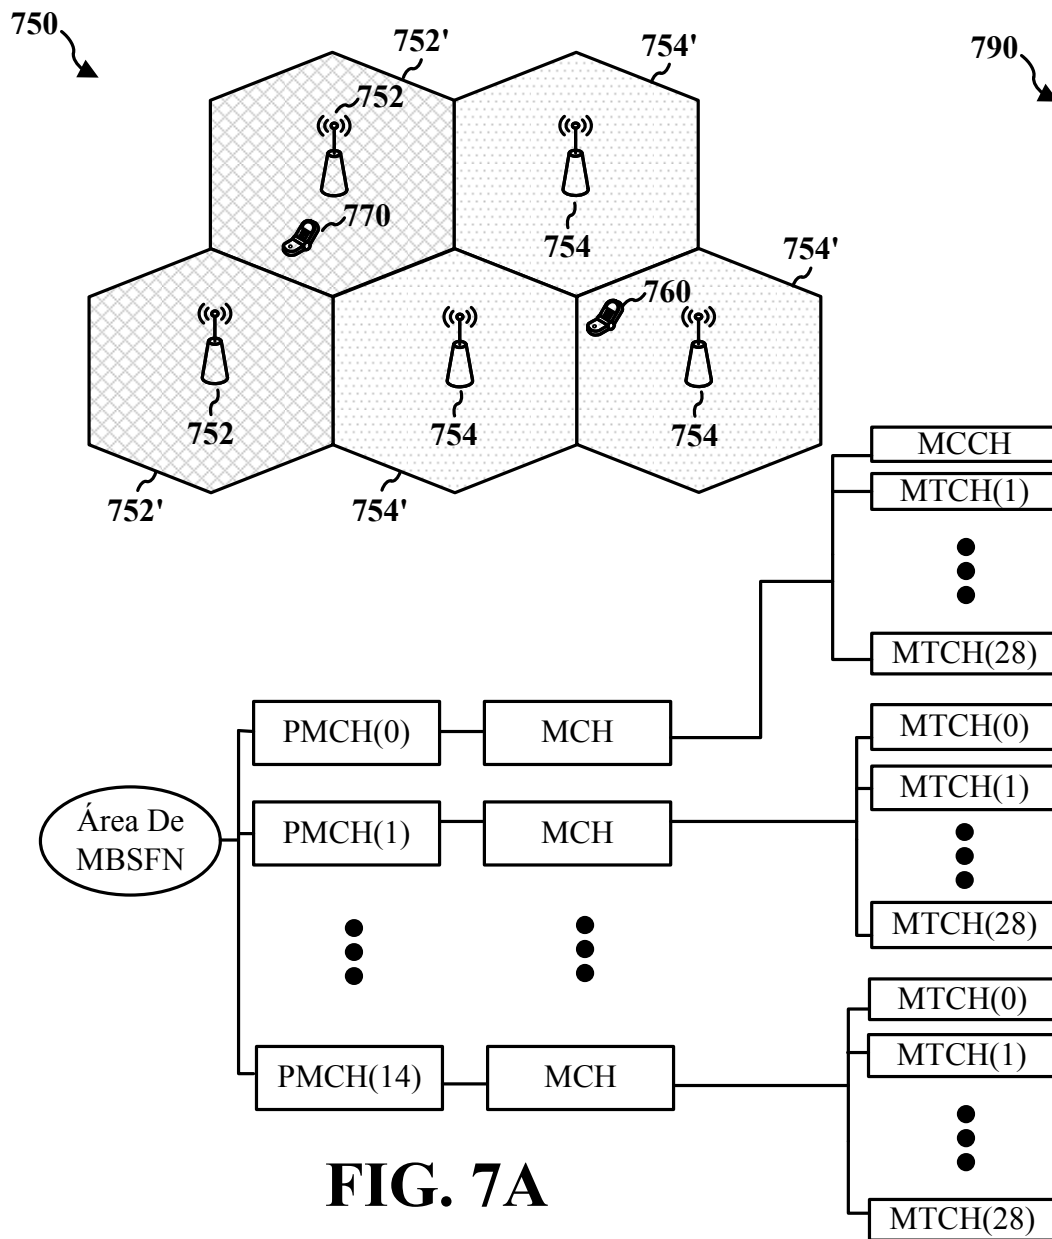 750
752'
754'
790
752
770
754
754'
760
752
754
754
752'
754'
MCCH
MTCH(1)
MTCH(28)
PMCH(0)
MCH
MTCH(0)
MTCH(1)
Área De
MBSFN
PMCH(1)
MCH
MTCH(28)
MTCH(0)
PMCH(14)
MCH
MTCH(1)
MTCH(28)
FIG. 7A